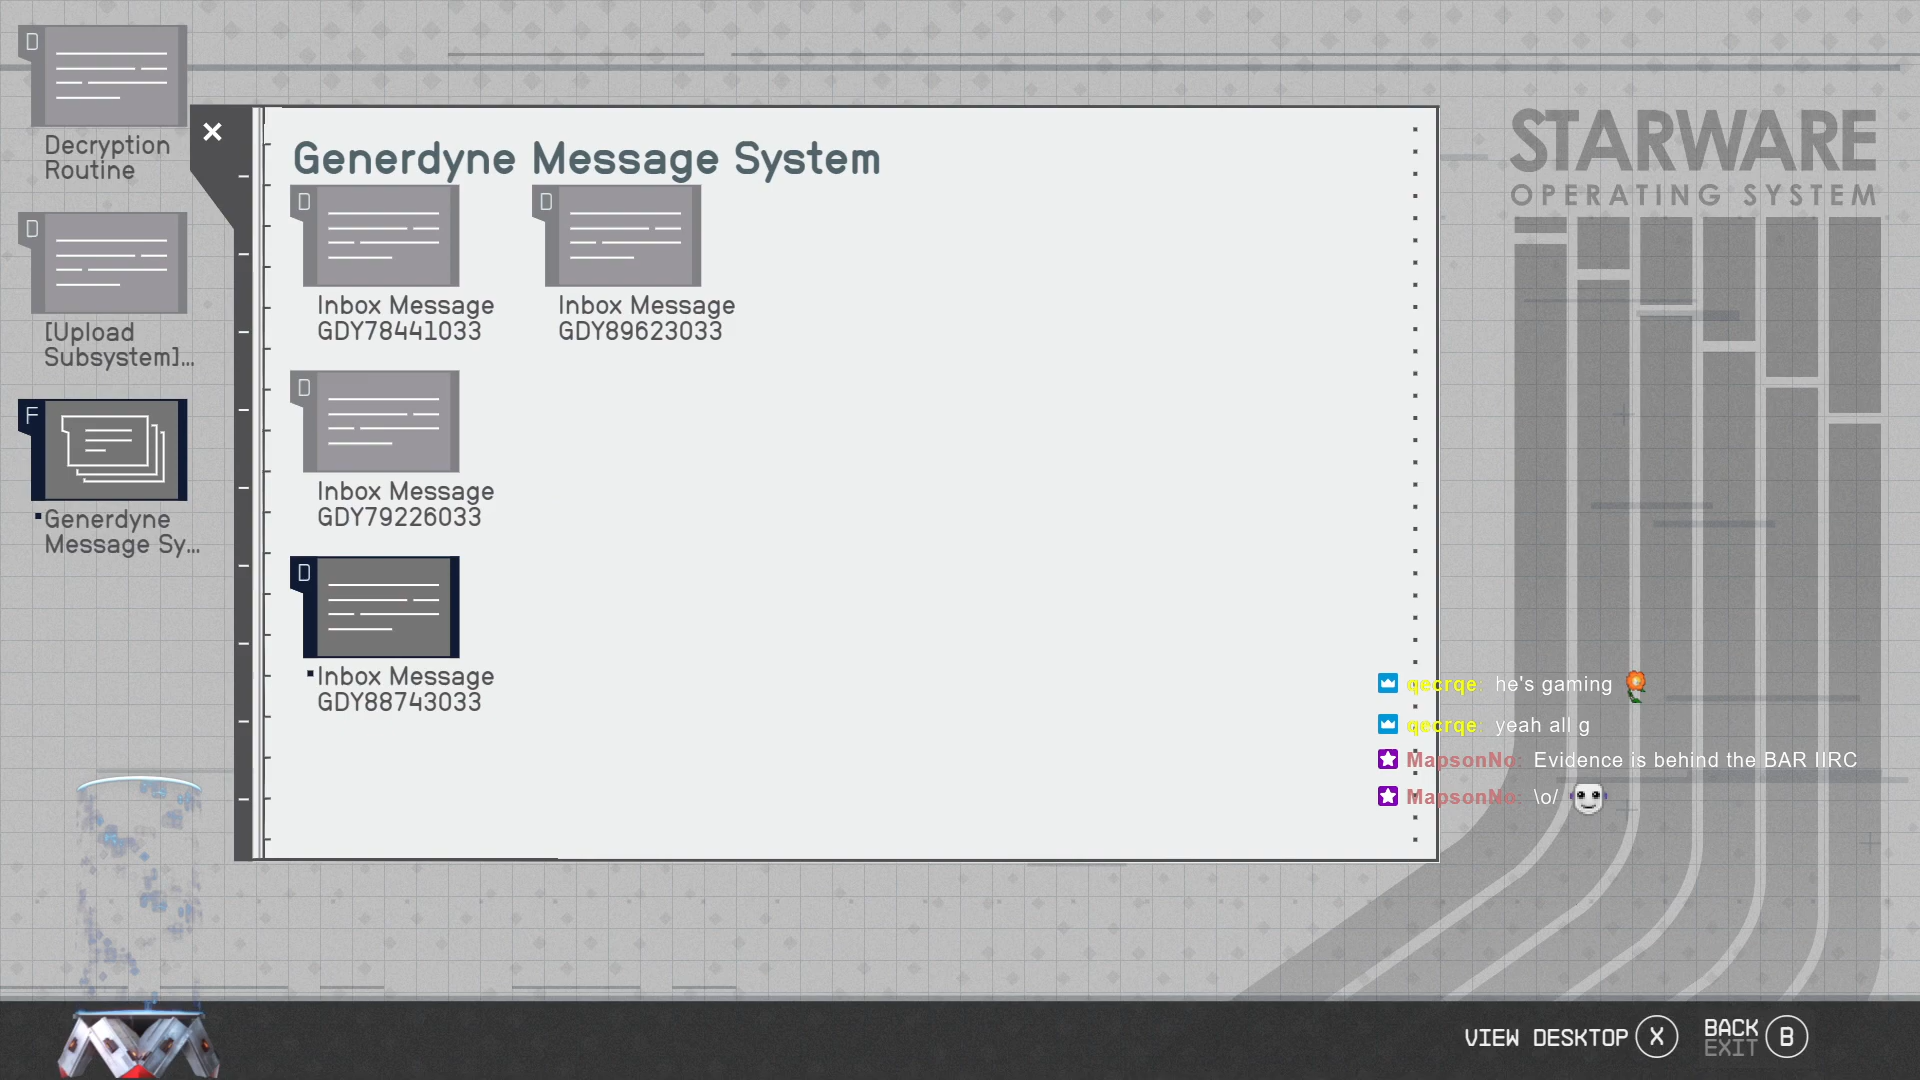 D
Decryption
Routine
D
[Upload
Subsystem]...
F
Generdyne
Message Sy...
×
Generdyne Message System
D
Inbox Message
GDY78441033
D
Inbox Message
GDY89623033
D
Inbox Message
GDY79226033
D
Inbox Message
GDY88743033
STARWARE
OPERATING SYSTEM
qecrqe: he's gaming
qecrqe: yeah all g
MapsonNo: Evidence is behind the BAR IIRC
MapsonNo: \o/
VIEW DESKTOP X
BACK B
EXIT